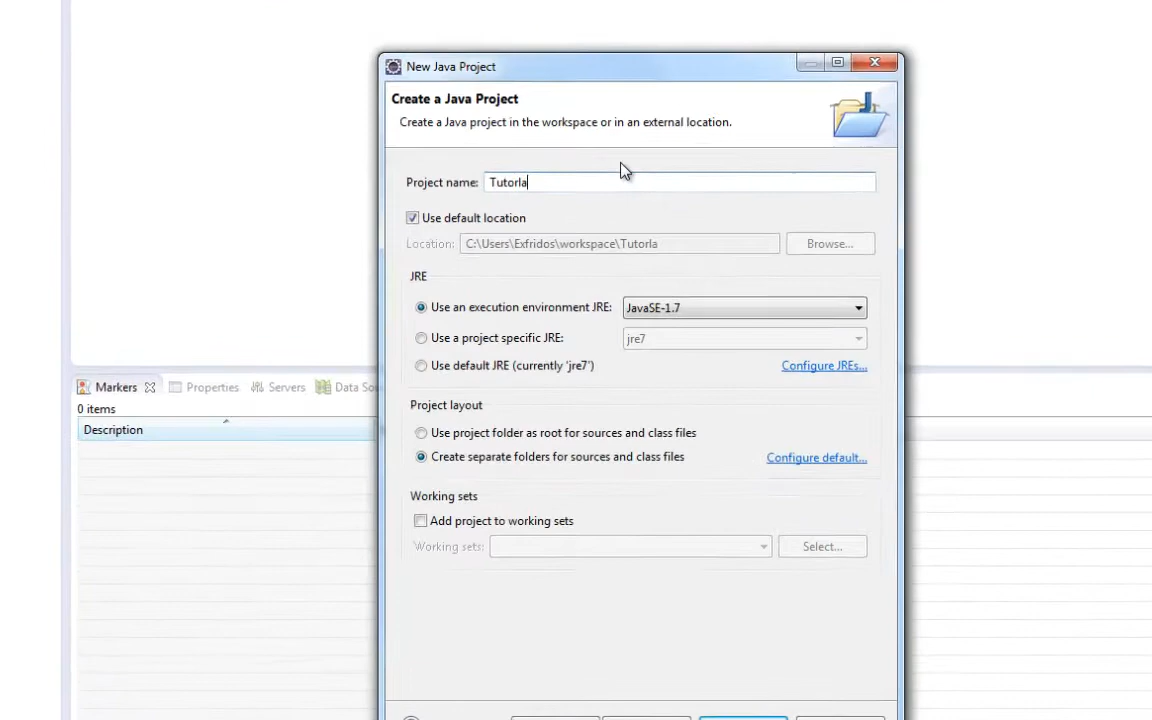 New Java Project
Create a Java Project
Create a Java project in the workspace or in an external location.
Project name: Tutorla
Use default location
Location: C:\Users\Exfridos\workspace\Tutorla Browse...
JRE
Use an execution environment JRE: JavaSE-1.7
Use a project specific JRE: jre7
Use default JRE (currently 'jre7') Configure JREs...
Markers Properties Servers Data So
Project layout
0 items
Description
Use project folder as root for sources and class files
Create separate folders for sources and class files Configure default...
Working sets
Add project to working sets
Working sets: Select...